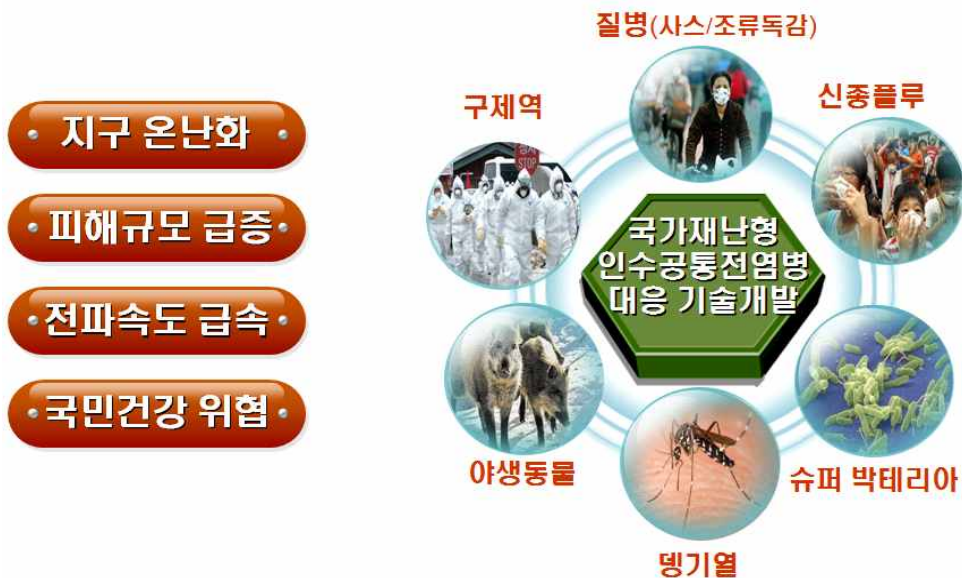 지구 온난화
피해규모 급증
전파속도 급속
국민건강 위협
질병(사스/조류독감)
구제역
신종플루
STOP
국가재난형
인수공통전염병
대응 기술개발
야생동물
슈퍼 박테리아
뎅기열